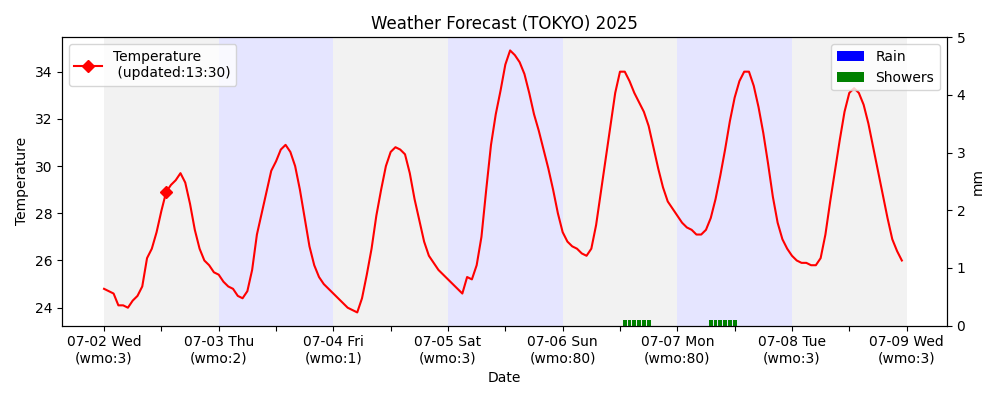 Weather Forecast (TOKYO) 2025
Temperature
(updated:13:30)
Rain
Showers
Temperature
34
32
30
28
26
24
5
4
3
2
1
0
mm
07-02 Wed
(wmo:3)
07-03 Thu
(wmo:2)
07-04 Fri
(wmo:1)
07-05 Sat
(wmo:3)
07-06 Sun
(wmo:80)
07-07 Mon
(wmo:80)
07-08 Tue
(wmo:3)
07-09 Wed
(wmo:3)
Date